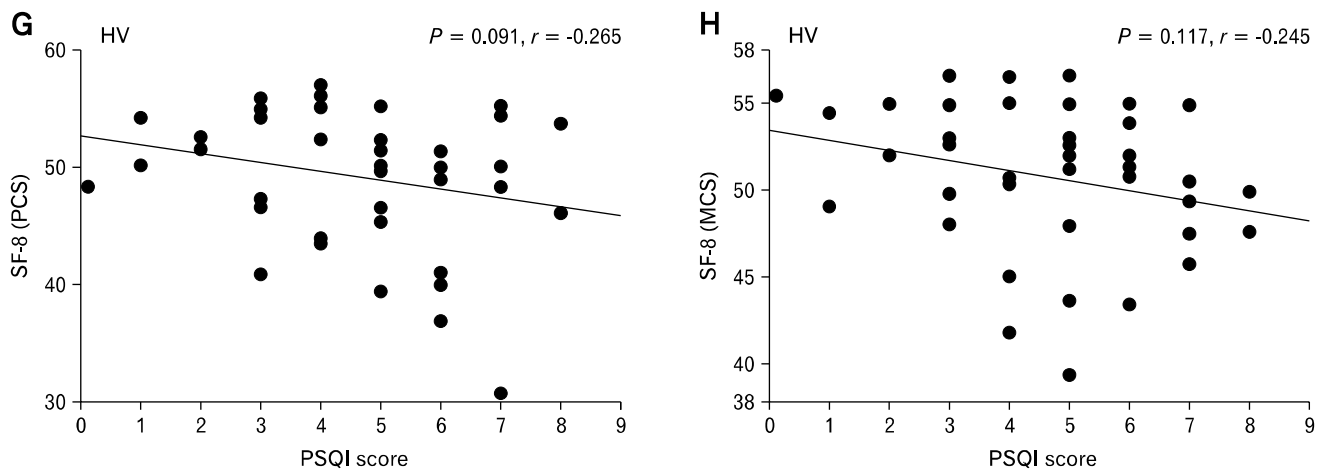 G
HV
P = 0.091, r = -0.265
60
50
40
30
SF-8 (PCS)
0 1 2 3 4 5 6 7 8 9
PSQI score
H
HV
P = 0.117, r = -0.245
58
55
50
45
40
38
SF-8 (MCS)
0 1 2 3 4 5 6 7 8 9
PSQI score